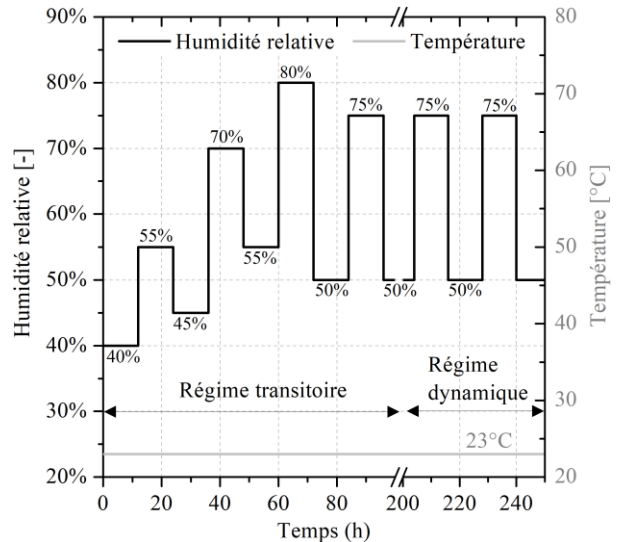 90%
80%
70%
60%
50%
40%
30%
20%
Humidité relative [-]
Humidité relative
Température
80%
75%
75%
75%
70%
55%
55%
50%
50%
50%
45%
40%
Régime transitoire
Régime
dynamique
23°C
80
70
60
50
40
30
20
Température [°C]
0 20 40 60 80 200 220 240
Temps (h)